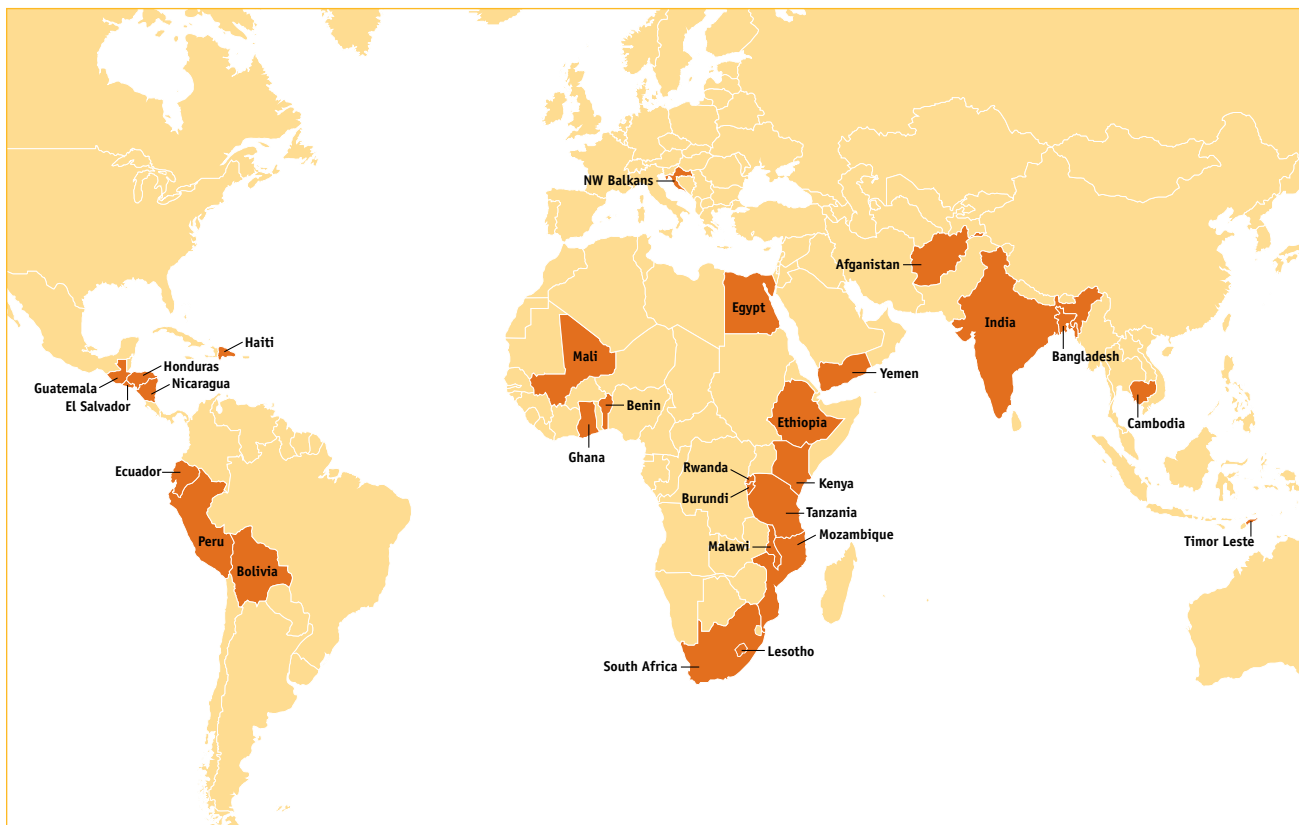 NW Balkans
Afganistan
Egypt
India
Haiti
Honduras
Mali
Bangladesh
Guatemala
Nicaragua
Yemen
El Salvador
Benin
Ethiopia
Cambodia
Ghana
Ecuador
Rwanda
Kenya
Burundi
Tanzania
Mozambique
Peru
Malawi
Timor Leste
Bolivia
Lesotho
South Africa